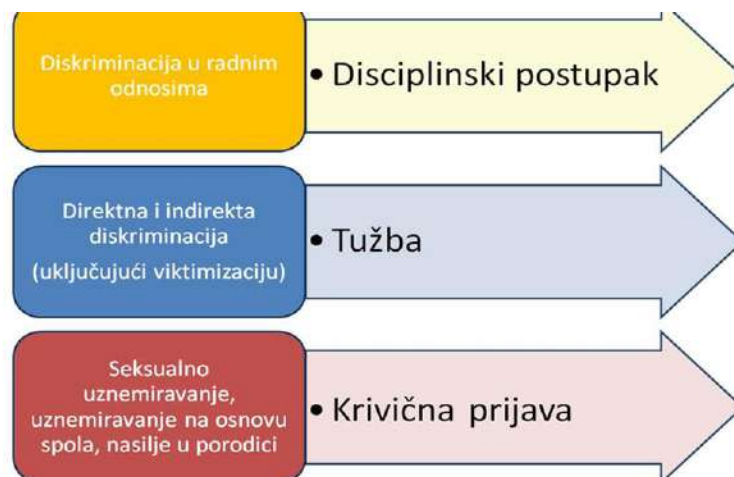 Diskriminacija u radnim
odnosima
• Disciplinski postupak
Direktna i indirekta
diskriminacija
(uključujući viktimizaciju)
• Tužba
Seksualno
uznemiravanje,
uznemiravanje na osnovu
spola, nasilje u porodici
• Krivična prijava